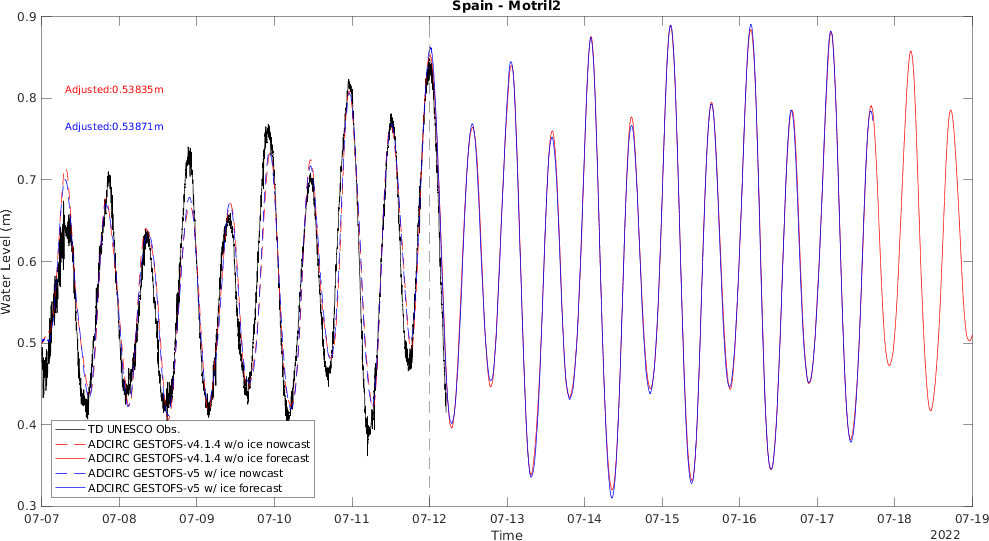 Spain - Motril2
0.9
0.8
0.7
0.6
0.5
0.4
0.3
Water Level (m)
Adjusted:0.53835m
Adjusted:0.53871m
TD UNESCO Obs.
ADCIRC GESTOFS-v4.1.4 w/o ice nowcast
ADCIRC GESTOFS-v4.1.4 w/o ice forecast
ADCIRC GESTOFS-v5 w/ ice nowcast
ADCIRC GESTOFS-v5 w/ ice forecast
07-07 07-08 07-09 07-10 07-11 07-12 07-13 07-14 07-15 07-16 07-17 07-18 07-19
Time
2022